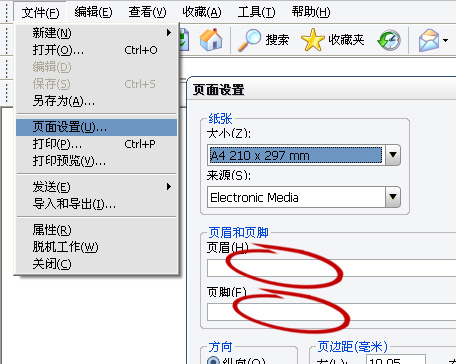 文件(F) 编辑(E) 查看(V) 收藏(A) 工具(T) 帮助(H)
新建(N)
打开(O)... Ctrl+O
编辑(D)
保存(S) Ctrl+S
另存为(A)...
页面设置(U)...
打印(P)... Ctrl+P
打印预览(V)...
发送(E)
导入和导出(I)...
属性(R)
脱机工作(W)
关闭(C)
搜索 收藏夹
页面设置
纸张
大小(Z):
A4 210 x 297 mm
来源(S):
Electronic Media
页眉和页脚
页眉(H)
页脚(F)
方向
纵向(O)
页边距(毫米)
10.05